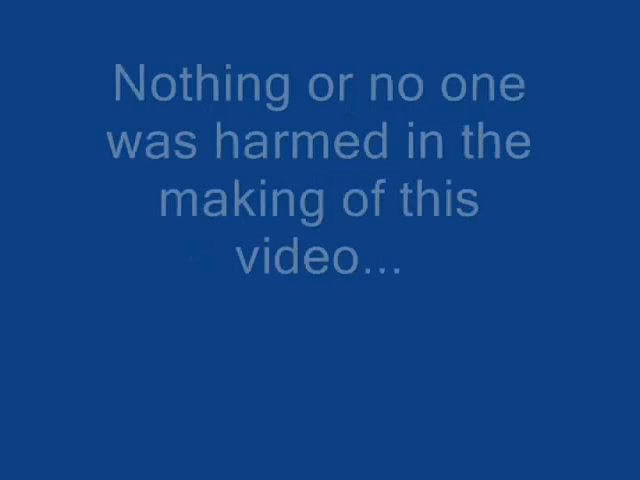 Nothing or no one
was harmed in the
making of this
video...